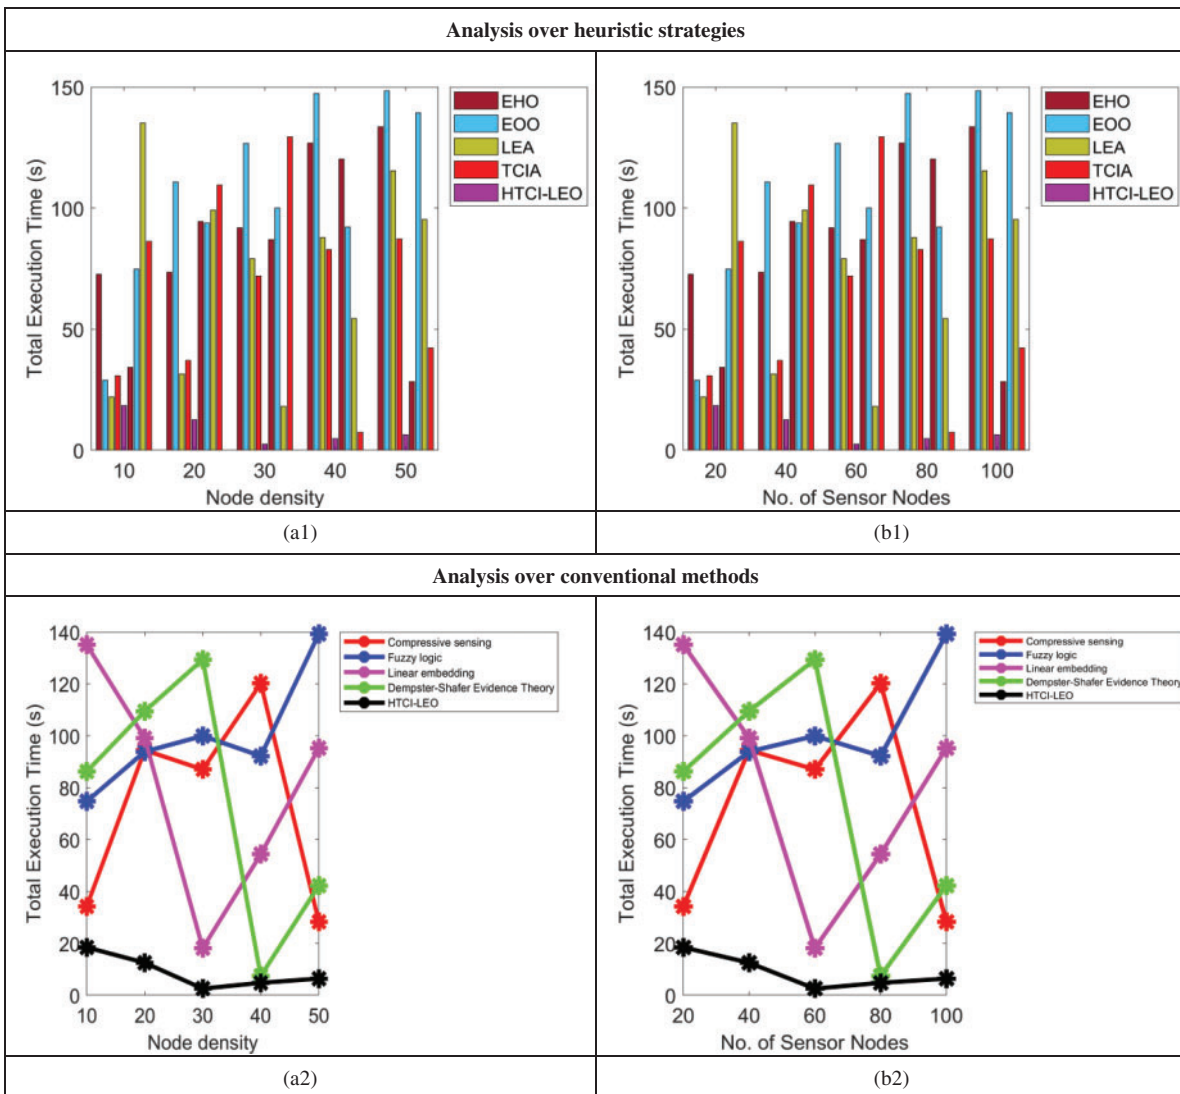 Analysis over heuristic strategies
150
100
50
0
Total Execution Time (s)
10 20 30 40 50
Node density
EHO
EOO
LEA
TCIA
HTCI-LEO
150
100
50
0
Total Execution Time (s)
20 40 60 80 100
No. of Sensor Nodes
EHO
EOO
LEA
TCIA
HTCI-LEO
(a1)
(b1)
Analysis over conventional methods
140
120
100
80
60
40
20
0
Total Execution Time (s)
10 20 30 40 50
Node density
Compressive sensing
Fuzzy logic
Linear embedding
Dempster-Shafer Evidence Theory
HTCI-LEO
140
120
100
80
60
40
20
0
Total Execution Time (s)
20 40 60 80 100
No. of Sensor Nodes
Compressive sensing
Fuzzy logic
Linear embedding
Dempster-Shafer Evidence Theory
HTCI-LEO
(a2)
(b2)